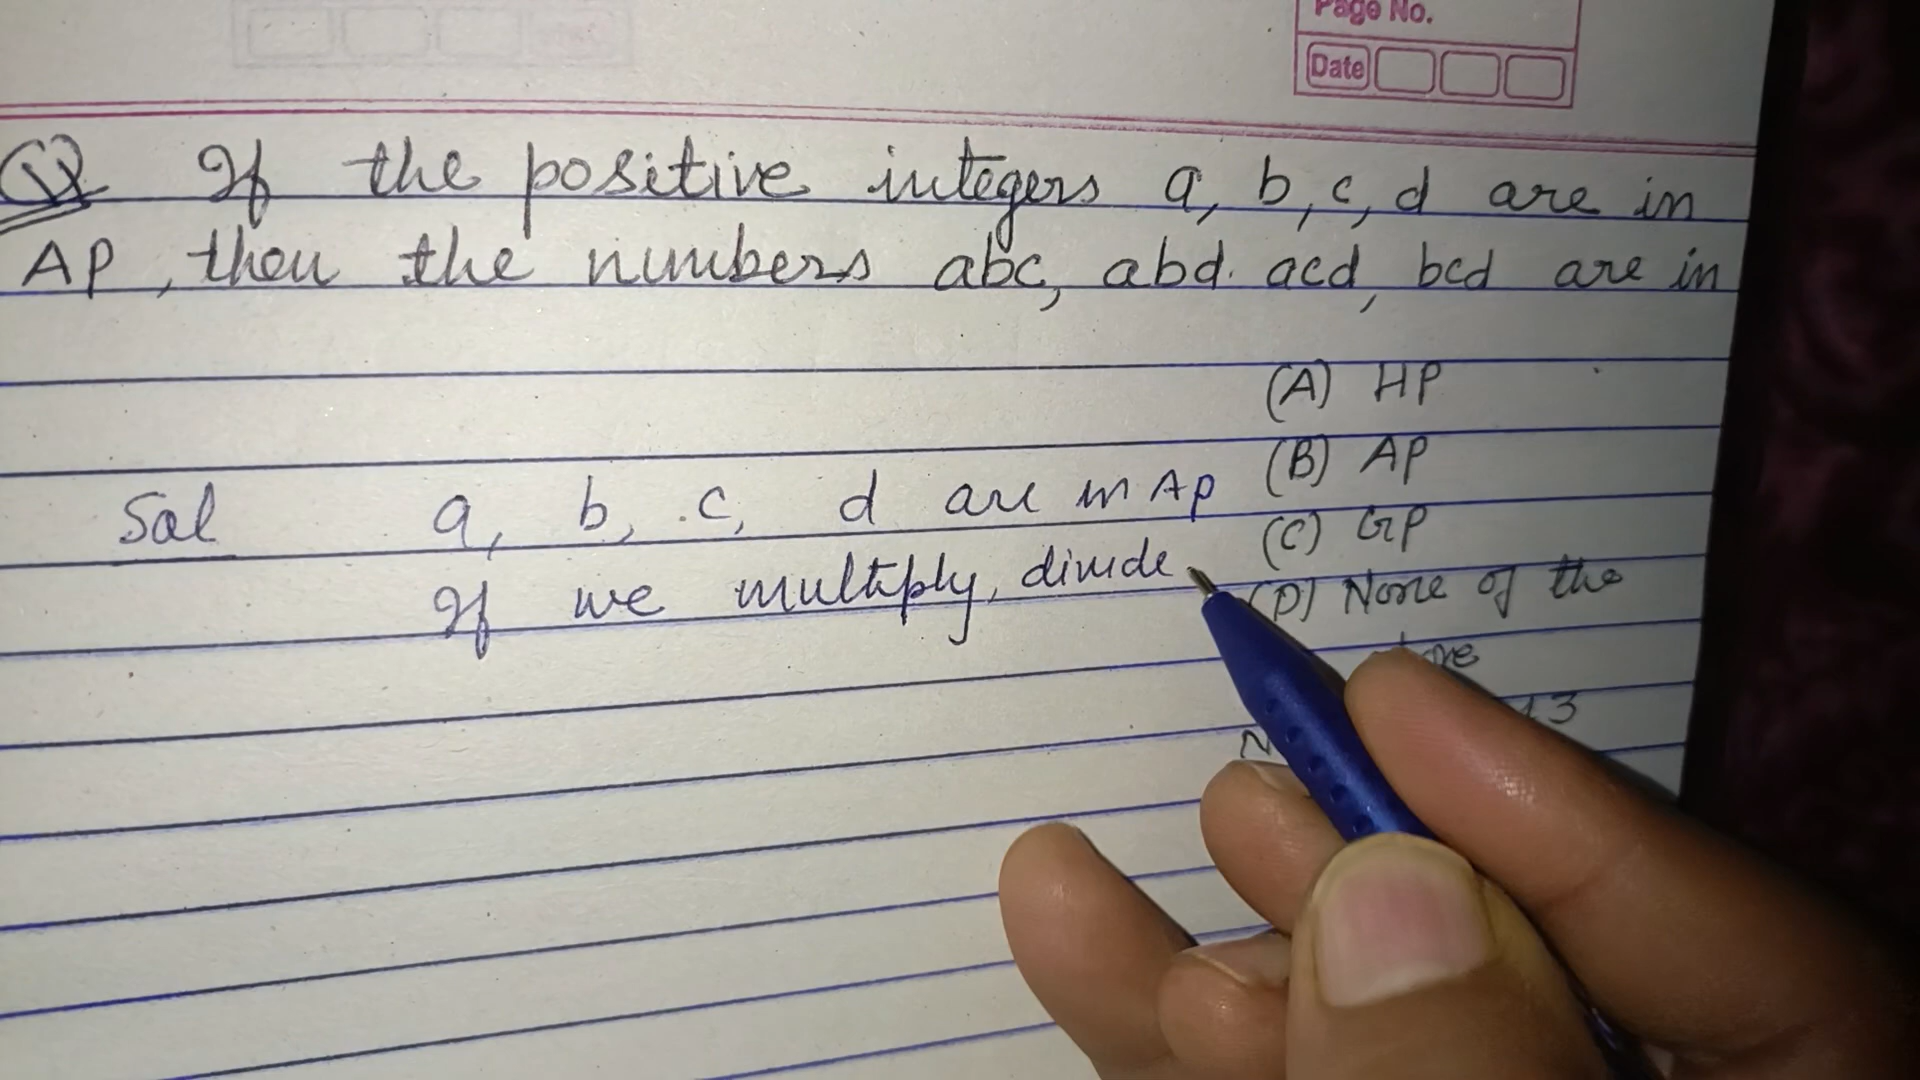 Page No.
Date
Q If the positive integers a, b, c, d are in
AP, then the numbers abc, abd. acd, bcd are in
(A) HP
(B) AP
(C) GP
(D) None of the
Sol a, b, c, d are in AP
If we multiply, divide
13